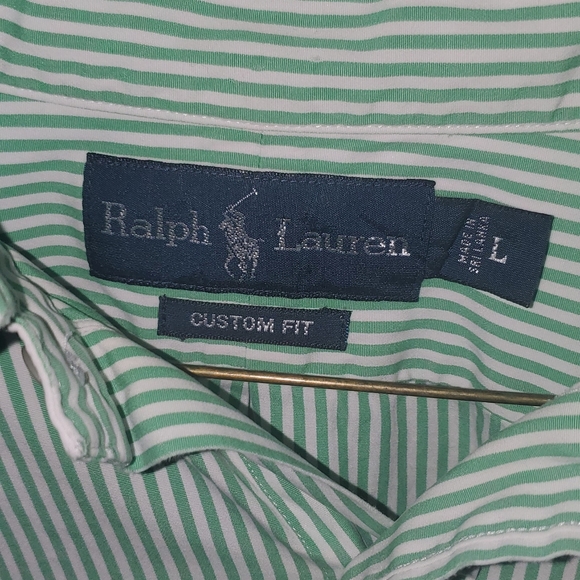 Ralph Lauren
MADE IN
SRI LANKA
L
CUSTOM FIT